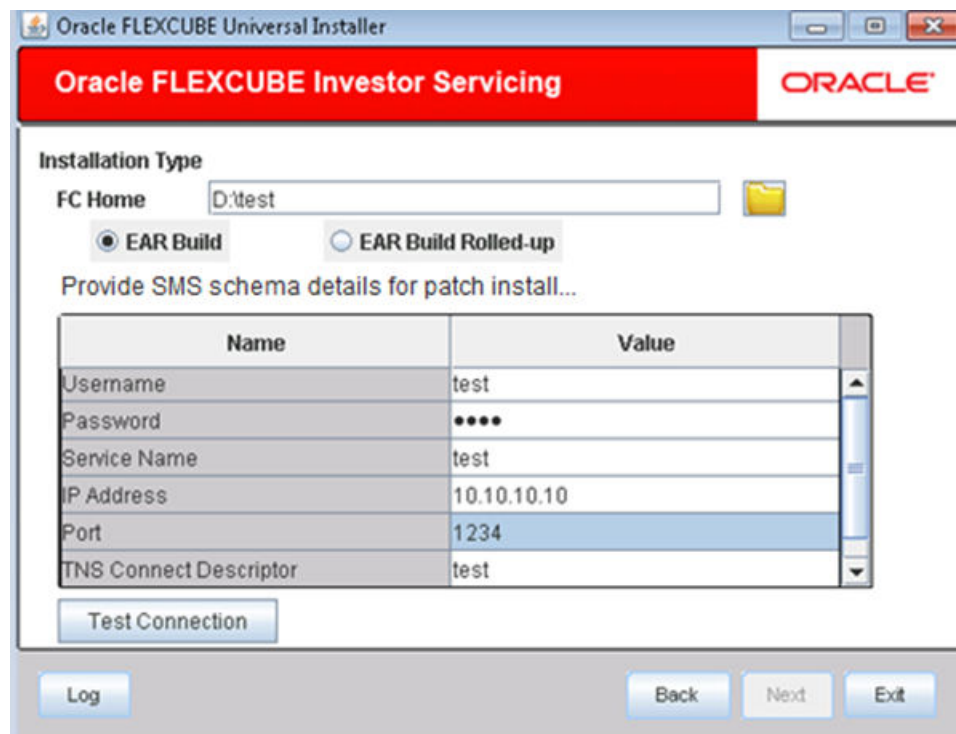 Oracle FLEXCUBE Universal Installer
Oracle FLEXCUBE Investor Servicing
ORACLE
Installation Type
FC Home D:\test
EAR Build EAR Build Rolled-up
Provide SMS schema details for patch install...
Name Value
Username test
Password ••••
Service Name test
IP Address 10.10.10.10
Port 1234
TNS Connect Descriptor test
Test Connection
Log Back Next Exit